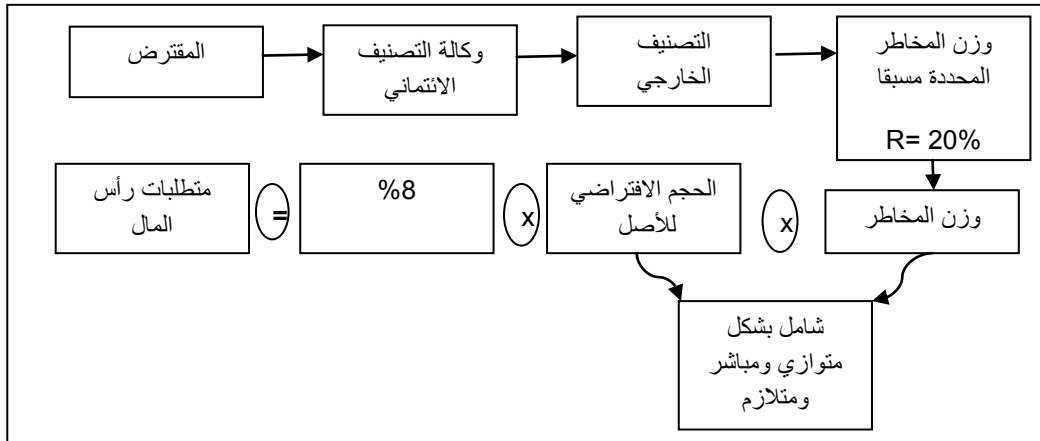 المقترض
وكالة التصنيف
الائتماني
التصنيف
الخارجي
وزن المخاطر
المحددة مسبقا
R= 20%
متطلبات رأس
المال
=
%8
x
الحجم الافتراضي
للأصل
x
وزن المخاطر
شامل بشكل
متوازي ومباشر
ومتلازم